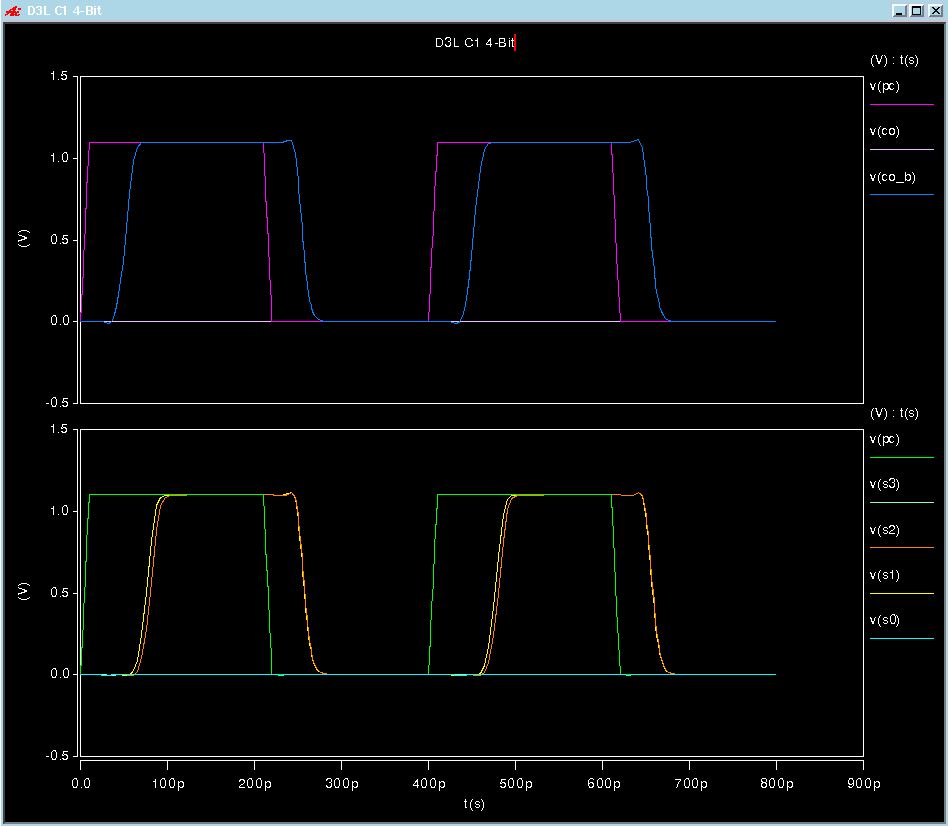 D3L C1 4-Bit
D3L C1 4-Bit
(V) : t(s)
v(pc)
v(co)
v(co_b)
1.5
1.0
0.5
0.0
-0.5
(V)
(V) : t(s)
v(pc)
v(s3)
v(s2)
v(s1)
v(s0)
1.5
1.0
0.5
0.0
-0.5
(V)
0.0 100p 200p 300p 400p 500p 600p 700p 800p 900p
t(s)